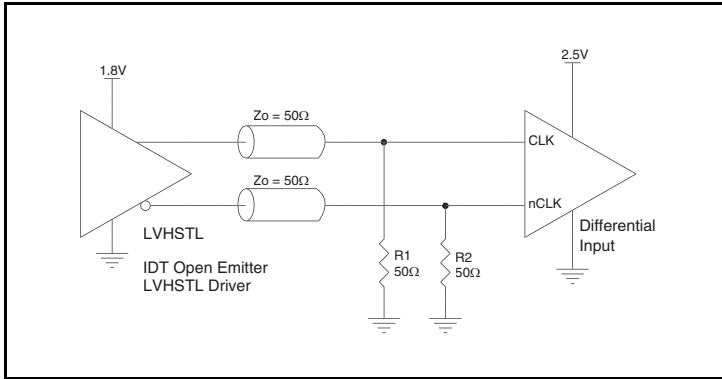 1.8V
2.5V
Zo = 50Ω
Zo = 50Ω
CLK
nCLK
LVHSTL
IDT Open Emitter
LVHSTL Driver
R1
50Ω
R2
50Ω
Differential
Input